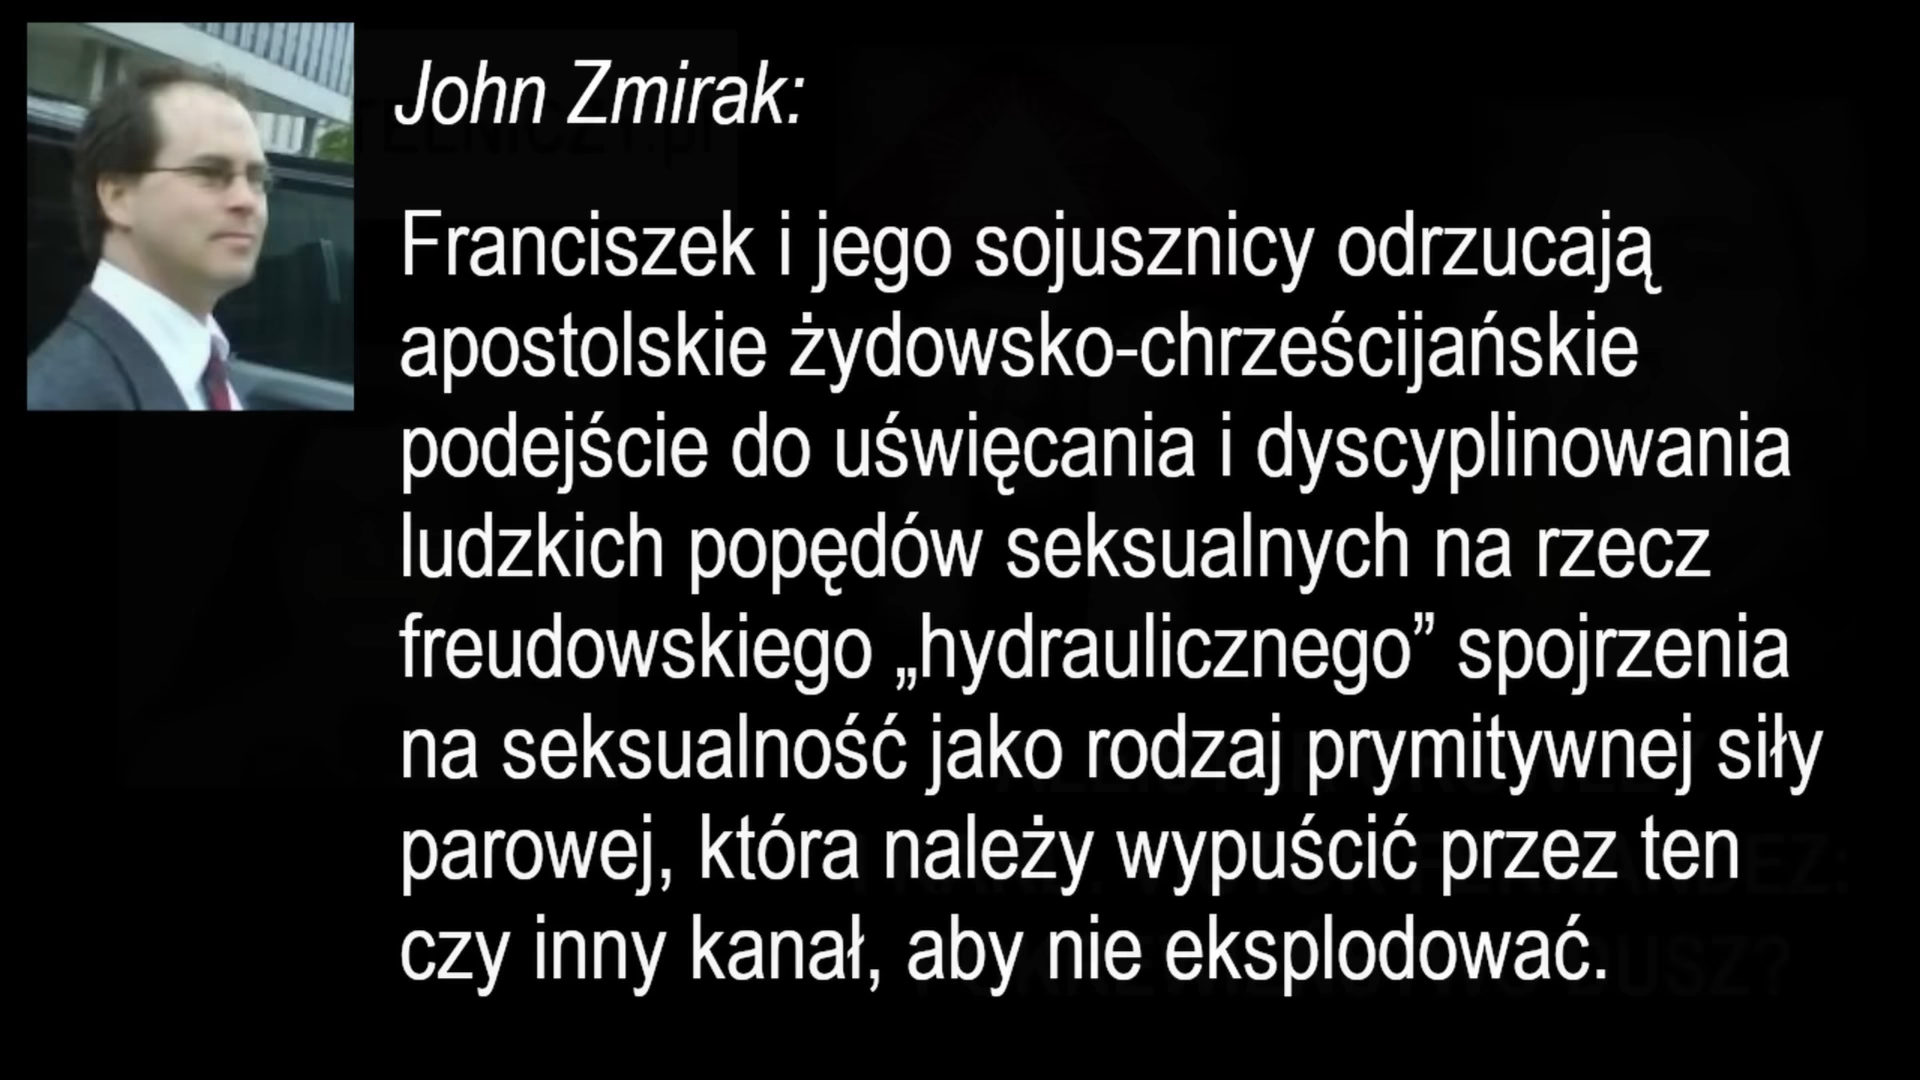 John Zmirak:
Franciszek i jego sojusznicy odrzucają
apostolskie żydowsko-chrześcijańskie
podejście do uświęcania i dyscyplinowania
ludzkich popędów seksualnych na rzecz
freudowskiego „hydraulicznego” spojrzenia
na seksualność jako rodzaj prymitywnej siły
parowej, która należy wypuścić przez ten
czy inny kanał, aby nie eksplodować.